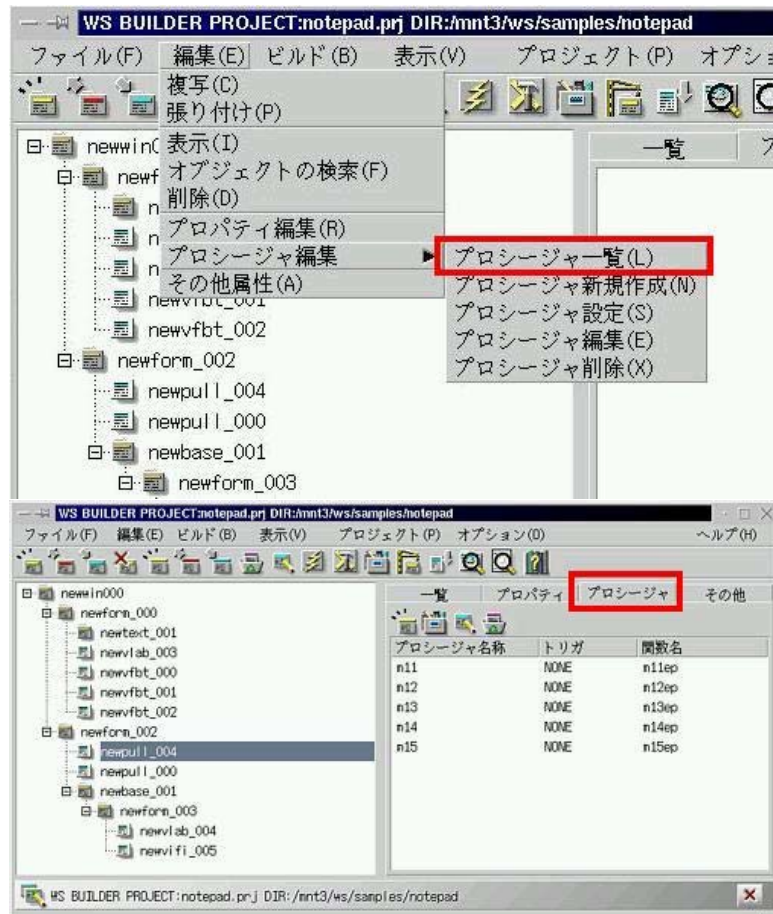 WS BUILDER PROJECT:notepad.prj DIR:/mnt3/ws/samples/notepad
ファイル(F) 編集(E) ビルド(B) 表示(V) プロジェクト(P) オプショ
複写(C)
張り付け(P)
表示(I)
オブジェクトの検索(F)
削除(D)
プロパティ編集(R)
プロシージャ編集
その他属性(A)
プロシージャ一覧(L)
プロシージャ新規作成(N)
プロシージャ設定(S)
プロシージャ編集(E)
プロシージャ削除(X)
一覧
newvfbt_002
newform_002
newpull_004
newpull_000
newbase_001
newform_003
WS BUILDER PROJECT:notepad.prj DIR:/mnt3/ws/samples/notepad
ファイル(F) 編集(E) ビルド(B) 表示(V) プロジェクト(P) オプション(O) ヘルプ(H)
newwin000
newform_000
newtext_001
newvlab_003
newvfbt_000
newvfbt_001
newvfbt_002
newform_002
newpull_004
newpull_000
newbase_001
newform_003
newvlab_004
newvifi_005
一覧 プロパティ プロシージャ その他
プロシージャ名称 トリガ 関数名
m11 NONE m11ep
m12 NONE m12ep
m13 NONE m13ep
m14 NONE m14ep
m15 NONE m15ep
WS BUILDER PROJECT:notepad.prj DIR:/mnt3/ws/samples/notepad